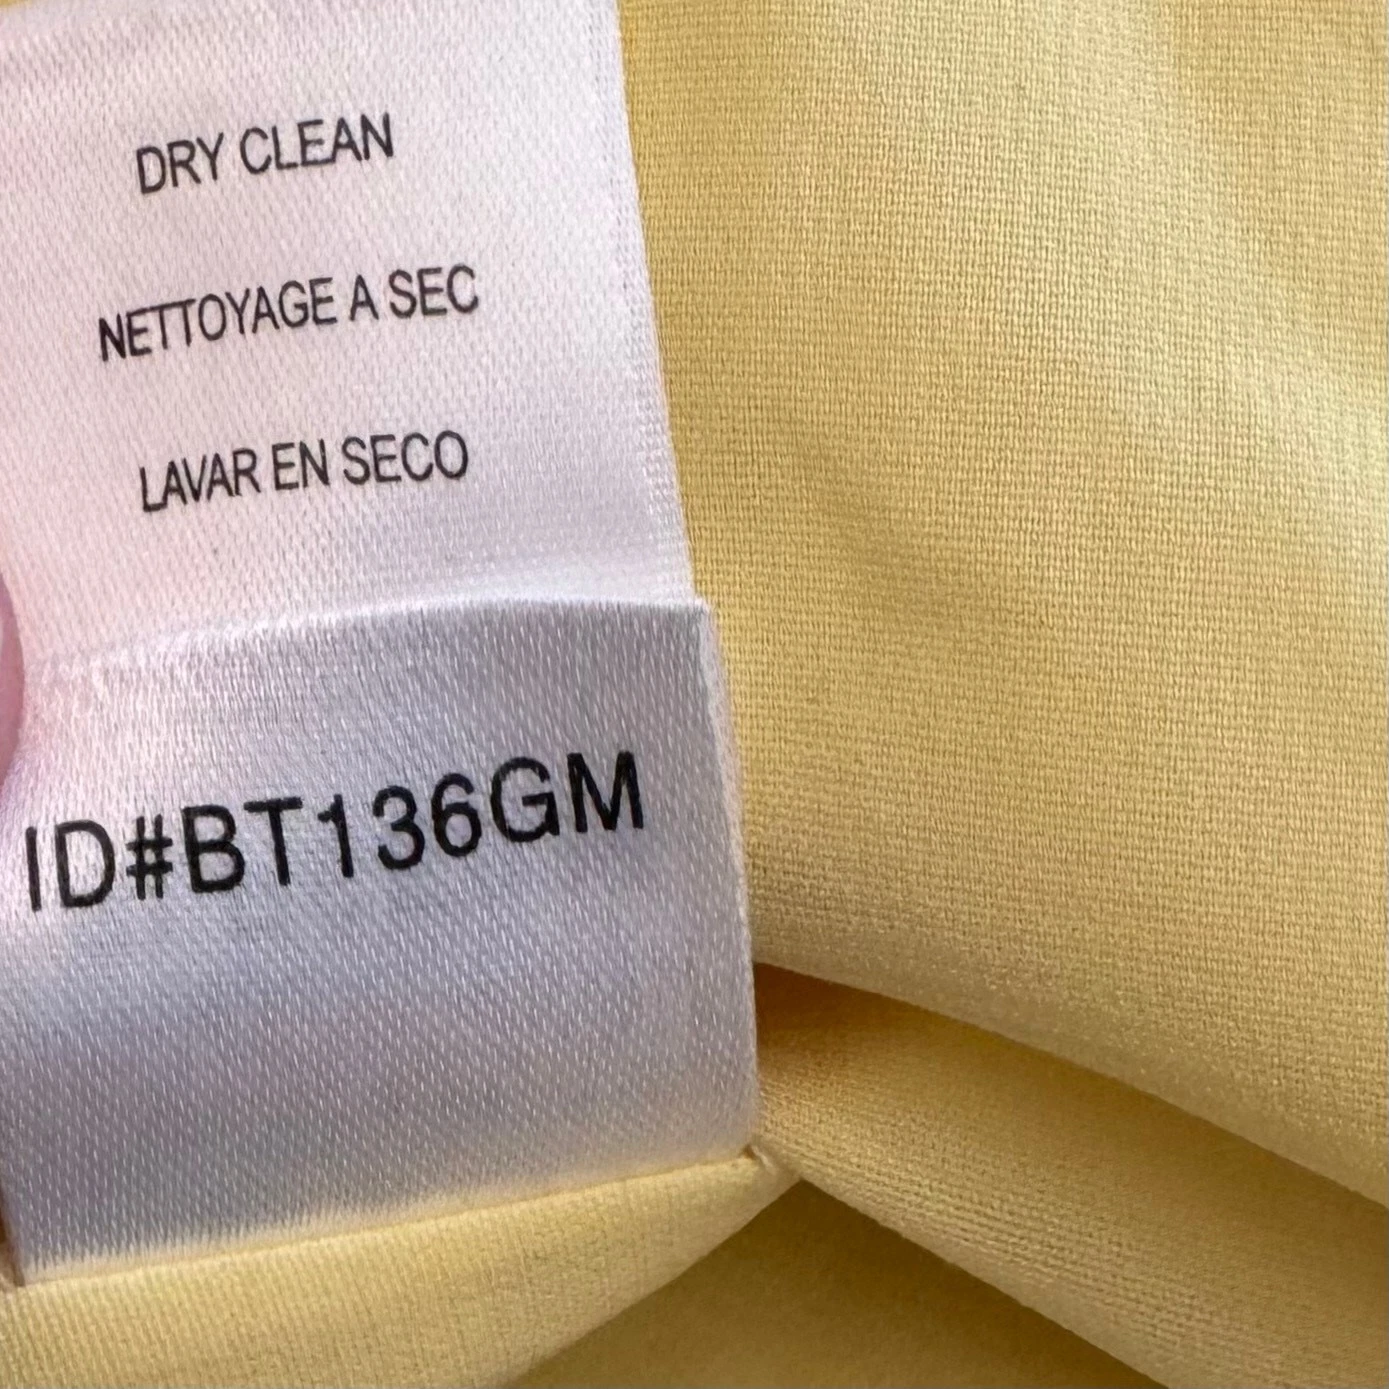 DRY CLEAN
NETTOYAGE A SEC
LAVAR EN SECO
ID#BT136GM